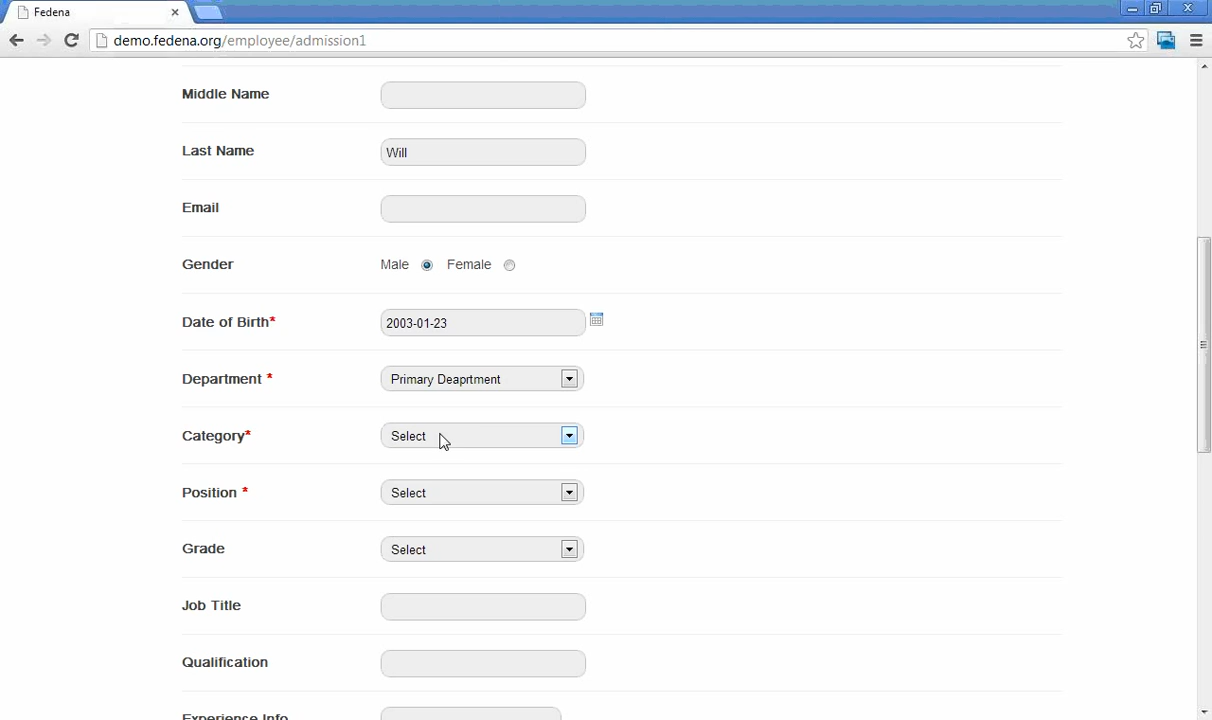 Fedena
demo.fedena.org/employee/admission1
Middle Name
Last Name Will
Email
Gender Male Female
Date of Birth* 2003-01-23
Department * Primary Deaprtment
Category* Select
Position * Select
Grade Select
Job Title
Qualification
Experience Info